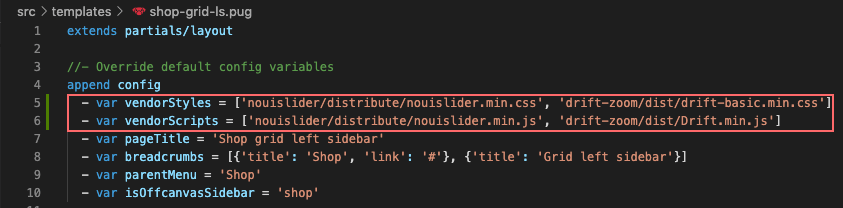 src > templates > shop-grid-ls.pug
1 extends partials/layout
2
3 //- Override default config variables
4 append config
5 - var vendorStyles = ['nouislider/distribute/nouislider.min.css', 'drift-zoom/dist/drift-basic.min.css']
6 - var vendorScripts = ['nouislider/distribute/nouislider.min.js', 'drift-zoom/dist/Drift.min.js']
7 - var pageTitle = 'Shop grid left sidebar'
8 - var breadcrumbs = [{'title': 'Shop', 'link': '#'}, {'title': 'Grid left sidebar'}]
9 - var parentMenu = 'Shop'
10 - var isOffcanvasSidebar = 'shop'